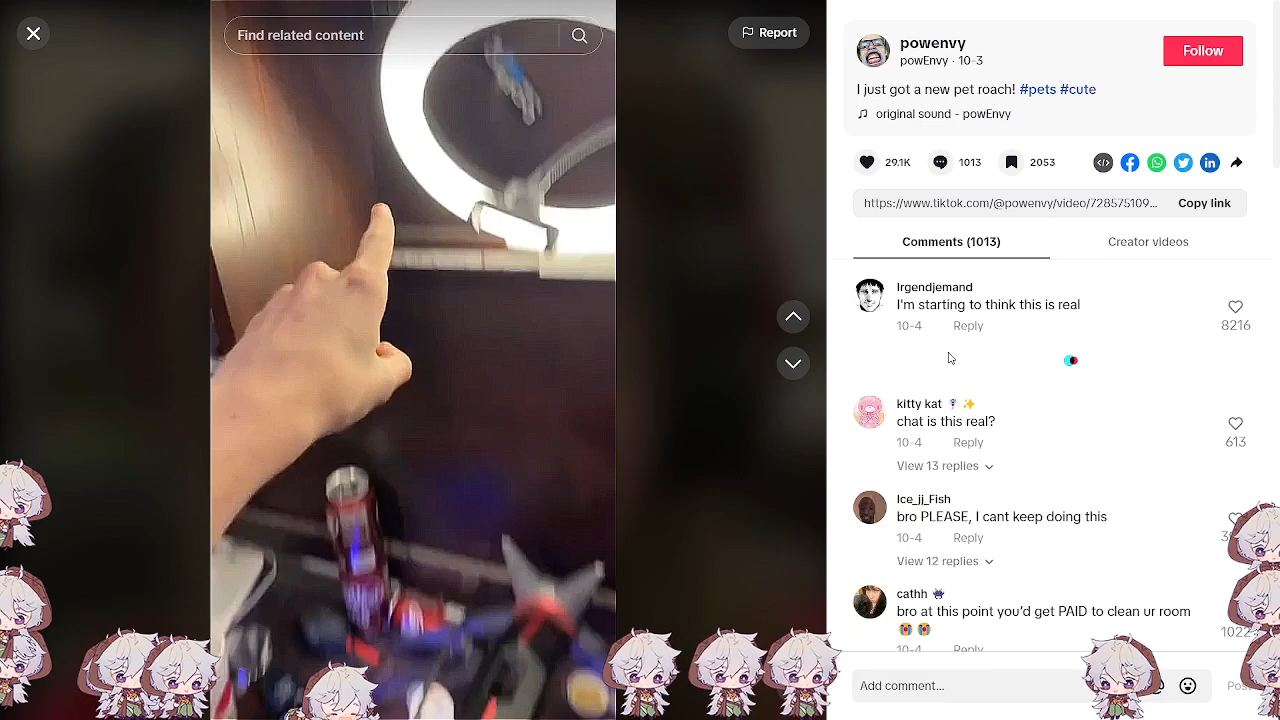 Find related content
Report
powenvy
powEnvy · 10-3
Follow
I just got a new pet roach! #pets #cute
original sound - powEnvy
29.1K
1013
2053
https://www.tiktok.com/@powenvy/video/728575109...
Copy link
Comments (1013)
Creator videos
Irgendjemand
I'm starting to think this is real
10-4 Reply
8216
kitty kat
chat is this real?
10-4 Reply
613
View 13 replies
Ice_jj_Fish
bro PLEASE, I cant keep doing this
10-4 Reply
View 12 replies
cathh
bro at this point you'd get PAID to clean ur room
😭😭
1022
10-4 Reply
Add comment...